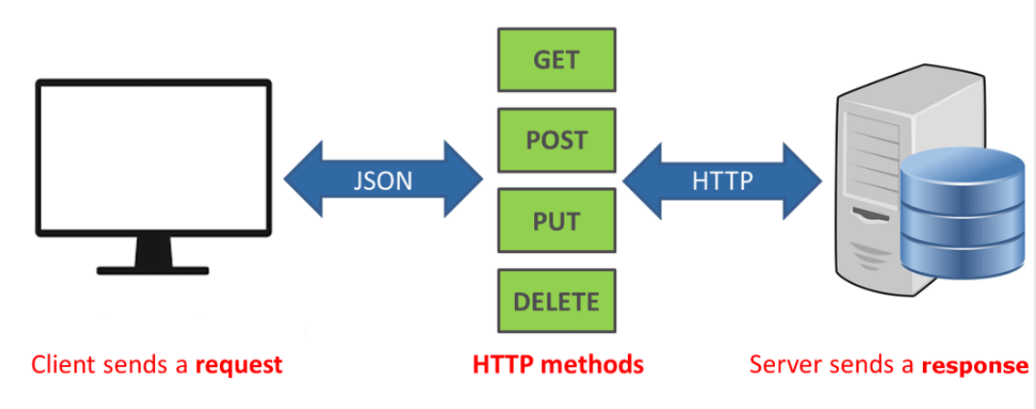 GET
POST
JSON
HTTP
PUT
DELETE
Client sends a request
HTTP methods
Server sends a response